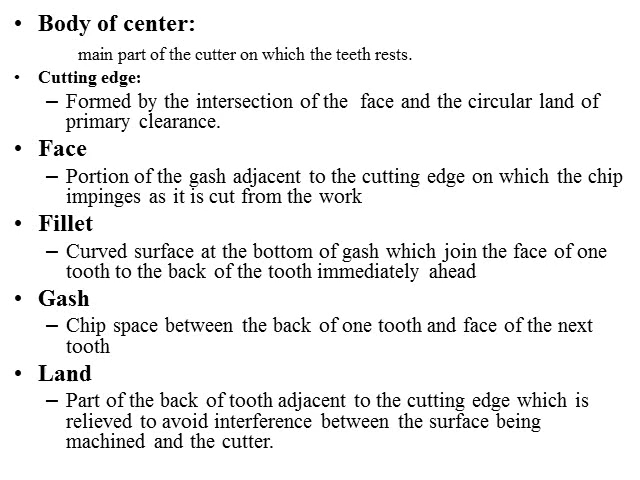 • Body of center:
main part of the cutter on which the teeth rests.
• Cutting edge:
– Formed by the intersection of the face and the circular land of
primary clearance.
• Face
– Portion of the gash adjacent to the cutting edge on which the chip
impinges as it is cut from the work
• Fillet
– Curved surface at the bottom of gash which join the face of one
tooth to the back of the tooth immediately ahead
• Gash
– Chip space between the back of one tooth and face of the next
tooth
• Land
– Part of the back of tooth adjacent to the cutting edge which is
relieved to avoid interference between the surface being
machined and the cutter.